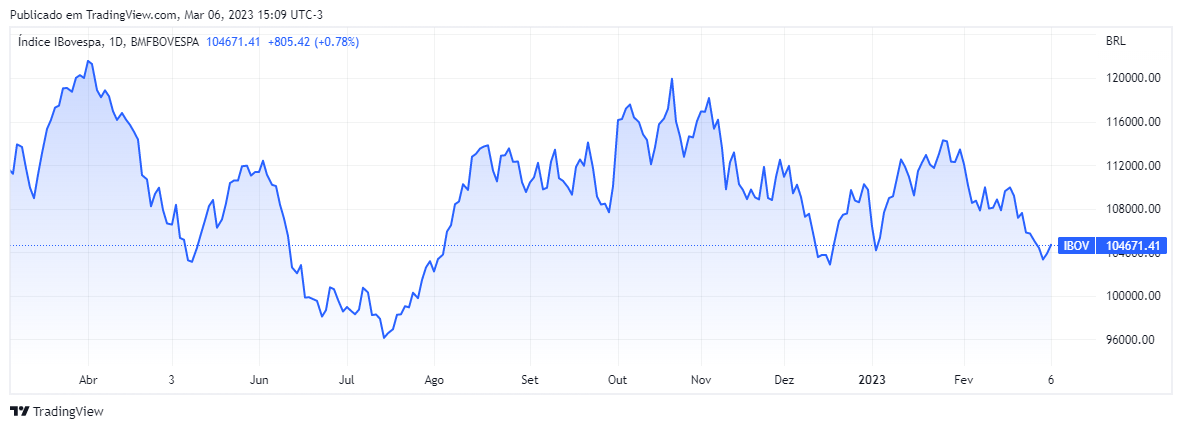 Publicado em TradingView.com, Mar 06, 2023 15:09 UTC-3
Índice IBovespa, 1D, BMFBOVESPA 104671.41 +805.42 (+0.78%)
BRL
120000.00
116000.00
112000.00
108000.00
IBOV 104671.41
104000.00
100000.00
96000.00
Abr 3 Jun Jul Ago Set Out Nov Dez 2023 Fev 6
TradingView